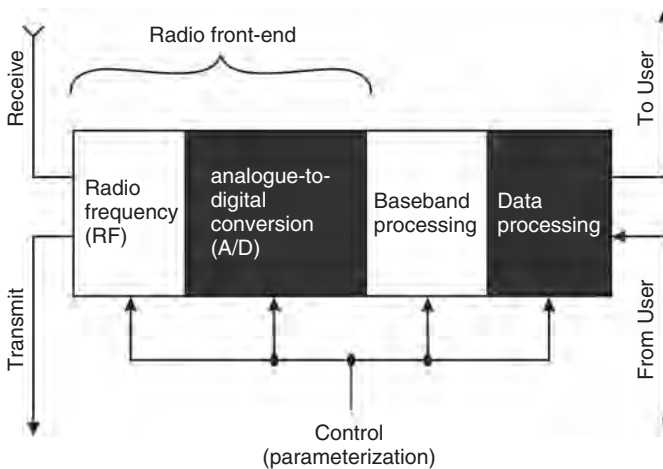 Radio front-end
Receive
To User
Radio
frequency
(RF)
analogue-to-
digital
conversion
(A/D)
Baseband
processing
Data
processing
Transmit
From User
Control
(parameterization)